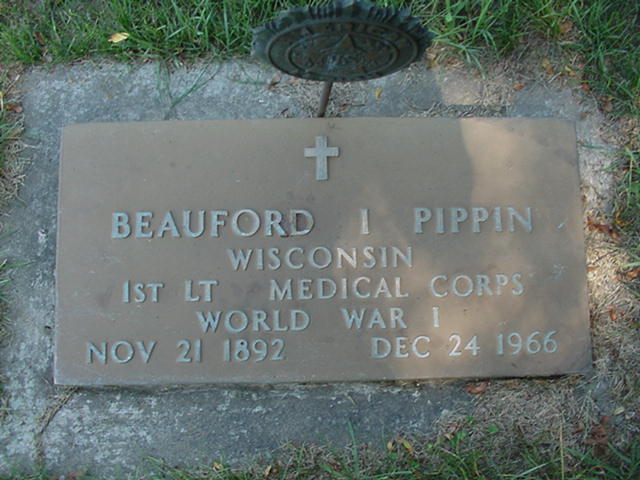 BEAUFORD I PIPPIN
WISCONSIN
1ST LT MEDICAL CORPS
WORLD WAR I
NOV 21 1892 DEC 24 1966